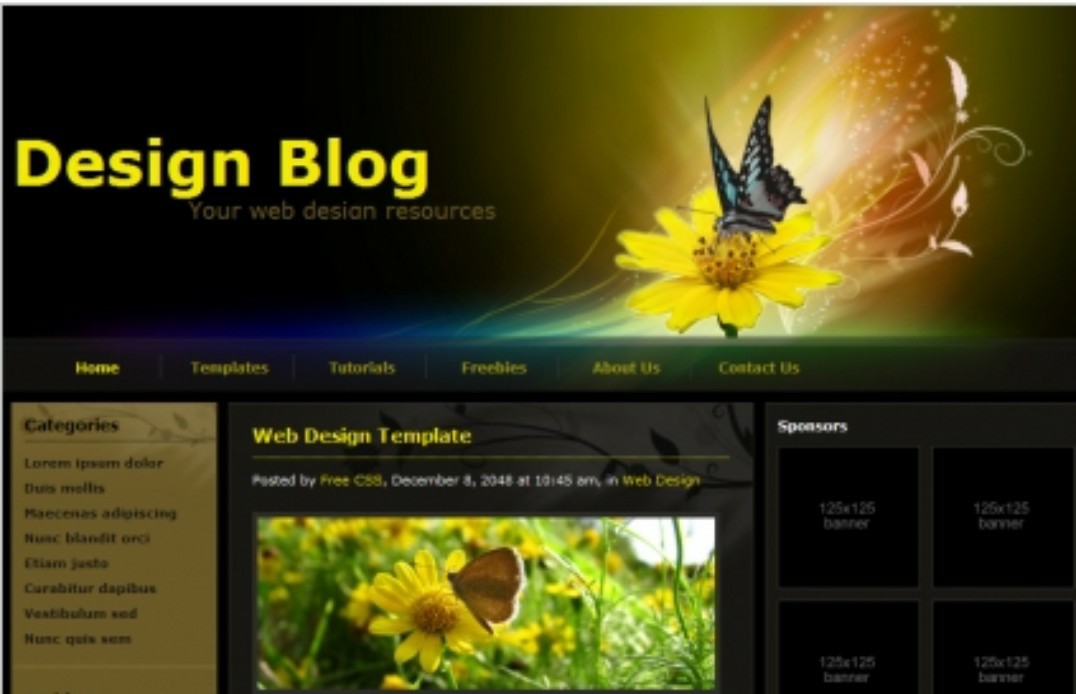 Design Blog
Your web design resources
Home Templates Tutorials Freebies About Us Contact Us
Categories
Lorem ipsum dolor
Duis mollis
Maecenas adipiscing
Nunc blandit orci
Etiam justo
Curabitur dapibus
Vestibulum sed
Nunc quis sem
Web Design Template
Posted by Free CSS, December 8, 2048 at 10:45 am, in Web Design
Sponsors
125x125 banner
125x125 banner
125x125 banner
125x125 banner